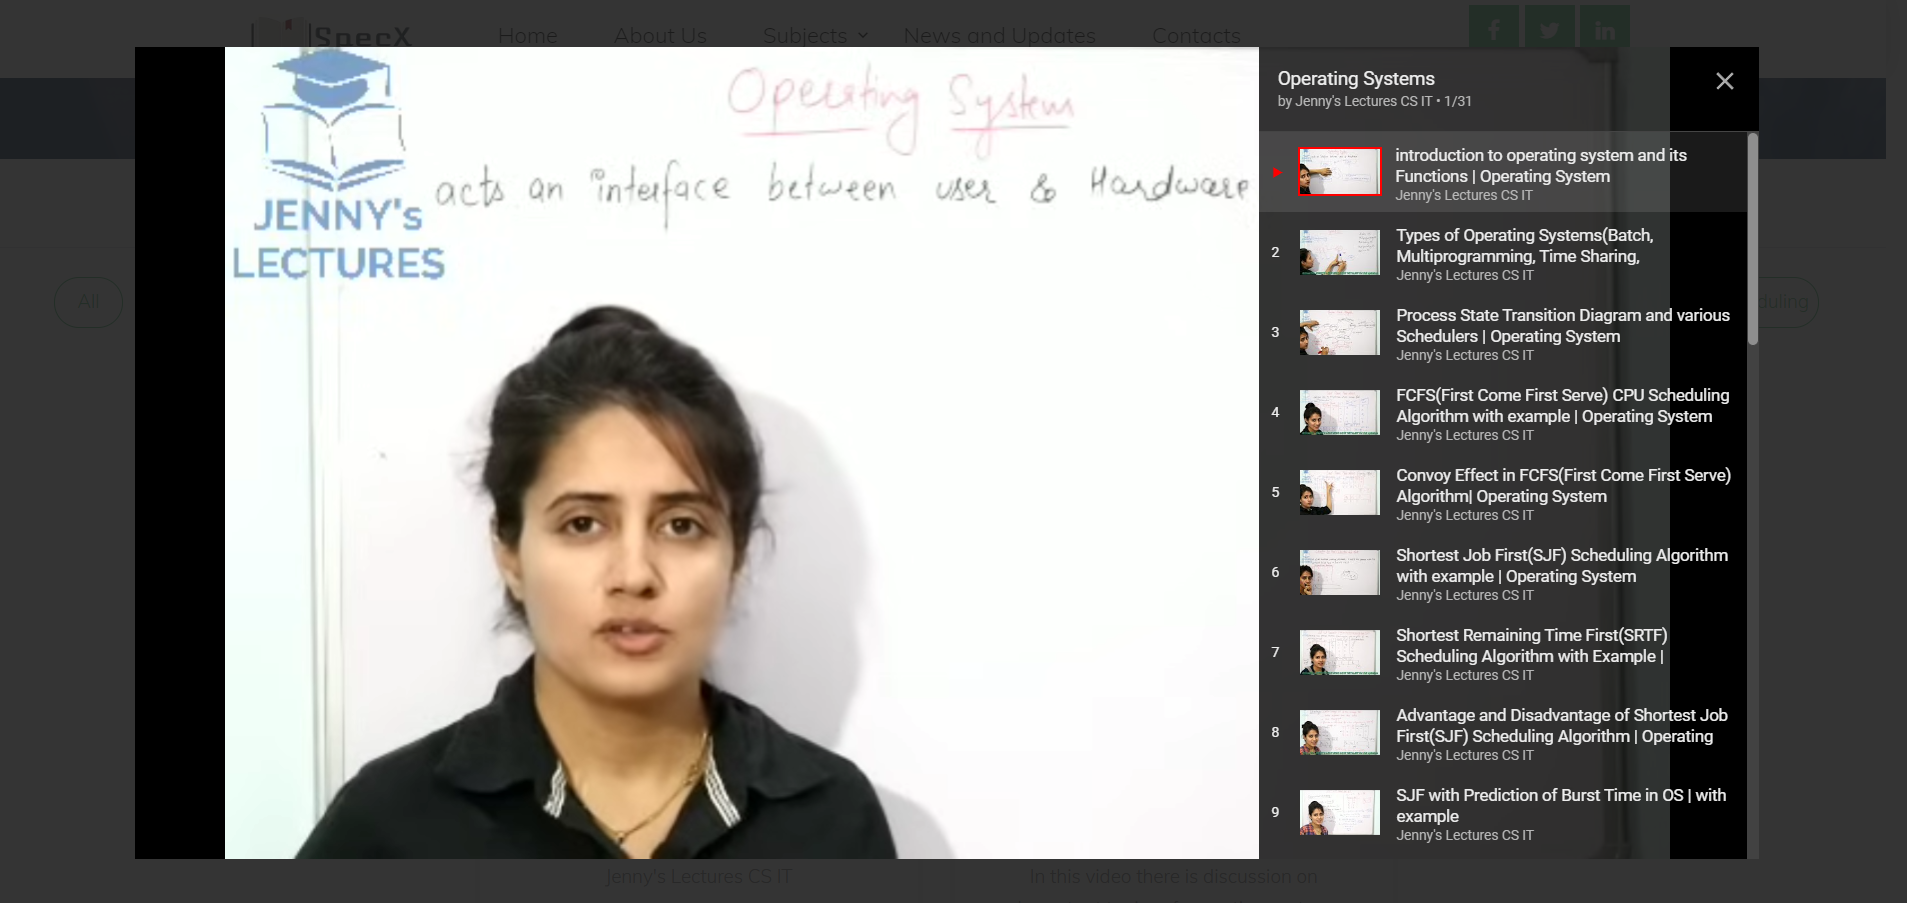 SpecX
Home
About Us
Subjects
News and Updates
Contacts
JENNY's
LECTURES
Operating System
acts an interface between user & Hardware
All
duling
Operating Systems
by Jenny's Lectures CS IT • 1/31
introduction to operating system and its
Functions | Operating System
Jenny's Lectures CS IT
2
Types of Operating Systems(Batch,
Multiprogramming, Time Sharing,
Jenny's Lectures CS IT
3
Process State Transition Diagram and various
Schedulers | Operating System
Jenny's Lectures CS IT
4
FCFS(First Come First Serve) CPU Scheduling
Algorithm with example | Operating System
Jenny's Lectures CS IT
5
Convoy Effect in FCFS(First Come First Serve)
Algorithm| Operating System
Jenny's Lectures CS IT
6
Shortest Job First(SJF) Scheduling Algorithm
with example | Operating System
Jenny's Lectures CS IT
7
Shortest Remaining Time First(SRTF)
Scheduling Algorithm with Example |
Jenny's Lectures CS IT
8
Advantage and Disadvantage of Shortest Job
First(SJF) Scheduling Algorithm | Operating
Jenny's Lectures CS IT
9
SJF with Prediction of Burst Time in OS | with
example
Jenny's Lectures CS IT
Jenny's Lectures CS IT
In this video there is discussion on